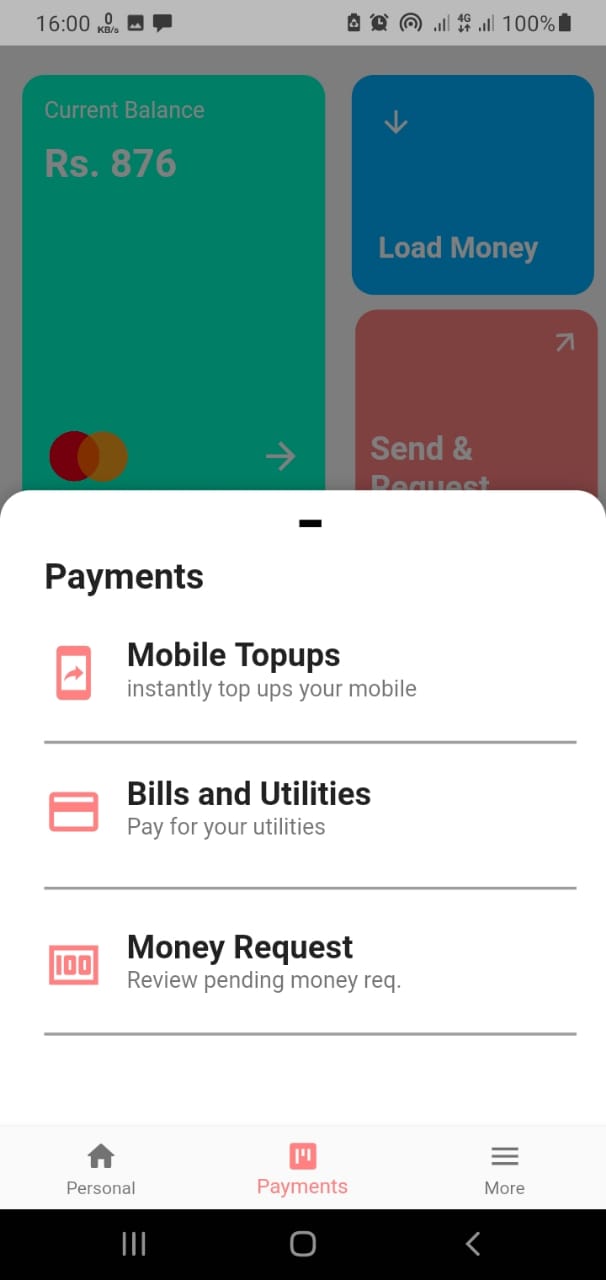 16:00 0 KB/s 4G 100%
Current Balance
Rs. 876
Load Money
Send &
Request
Payments
Mobile Topups
instantly top ups your mobile
Bills and Utilities
Pay for your utilities
100
Money Request
Review pending money req.
Personal
Payments
More